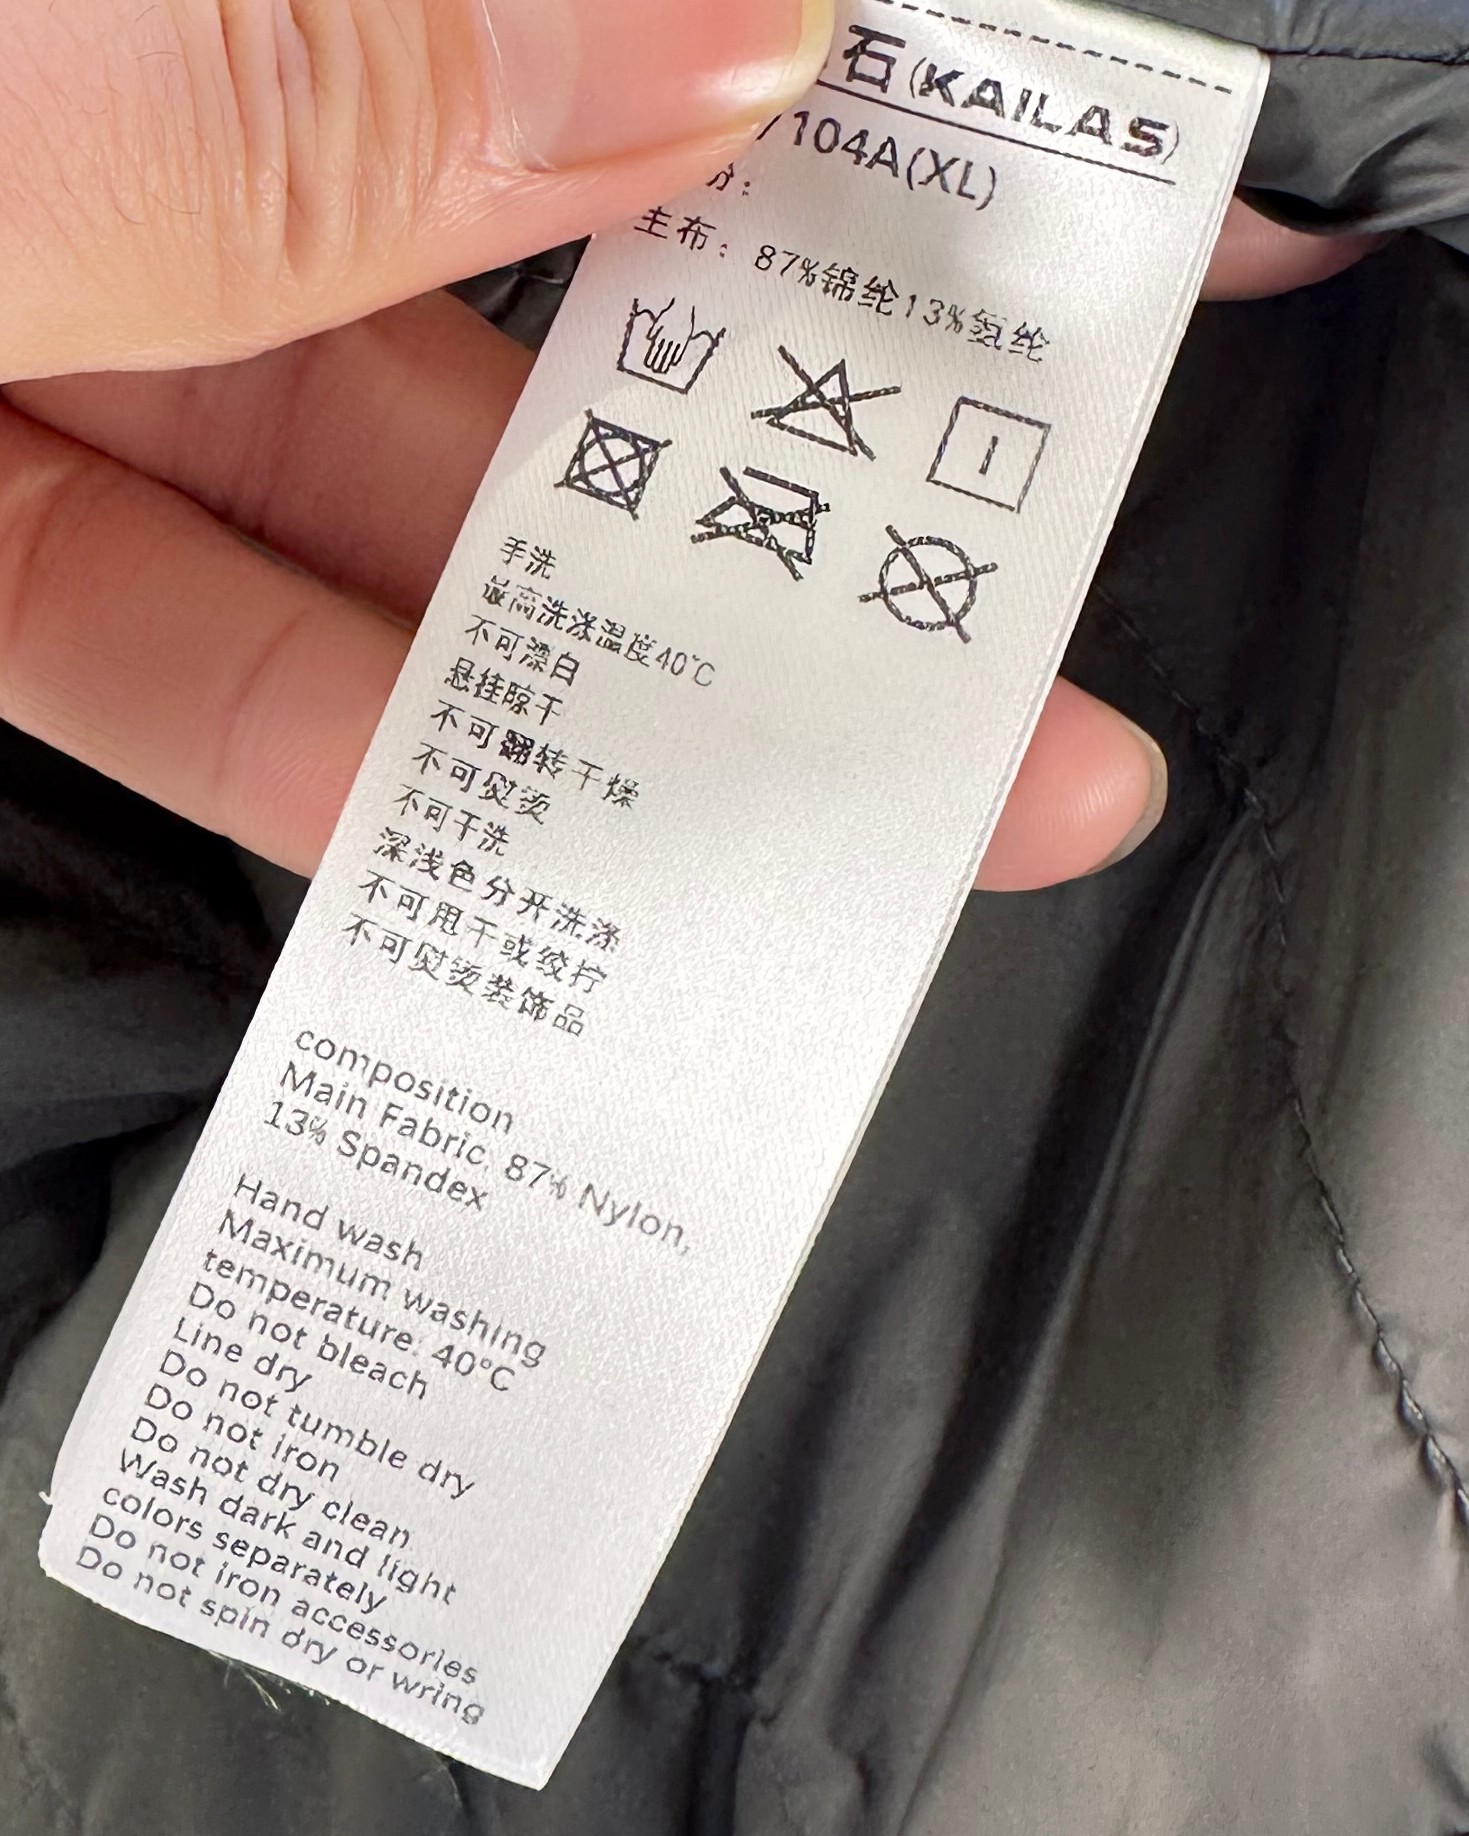 石(KAILAS)
/104A(XL)
分：
主布：87%锦纶13%氨纶
手洗
最高洗涤温度40℃
不可漂白
悬挂晾干
不可翻转干燥
不可熨烫
不可干洗
深浅色分开洗涤
不可甩干或绞拧
不可熨烫装饰品
composition
Main Fabric: 87% Nylon,
13% Spandex
Hand wash
Maximum washing
temperature: 40°C
Do not bleach
Line dry
Do not tumble dry
Do not iron
Do not dry clean
Wash dark and light
colors separately
Do not iron accessories
Do not spin dry or wring